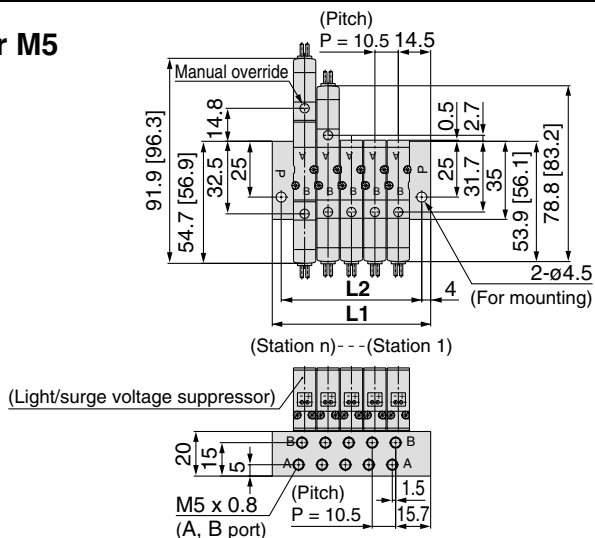 r M5
(Pitch)
P = 10.5
14.5
Manual override
14.8
0.5
2.7
91.9 [96.3]
54.7 [56.9]
32.5
25
P
A
A
A
A
A
B
B
B
B
B
P
25
31.7
35
53.9 [56.1]
78.8 [83.2]
2-ø4.5
(For mounting)
L2
4
L1
(Station n)---(Station 1)
(Light/surge voltage suppressor)
20
15
5
B
B
A
A
M5 x 0.8
(A, B port)
(Pitch)
P = 10.5
1.5
15.7